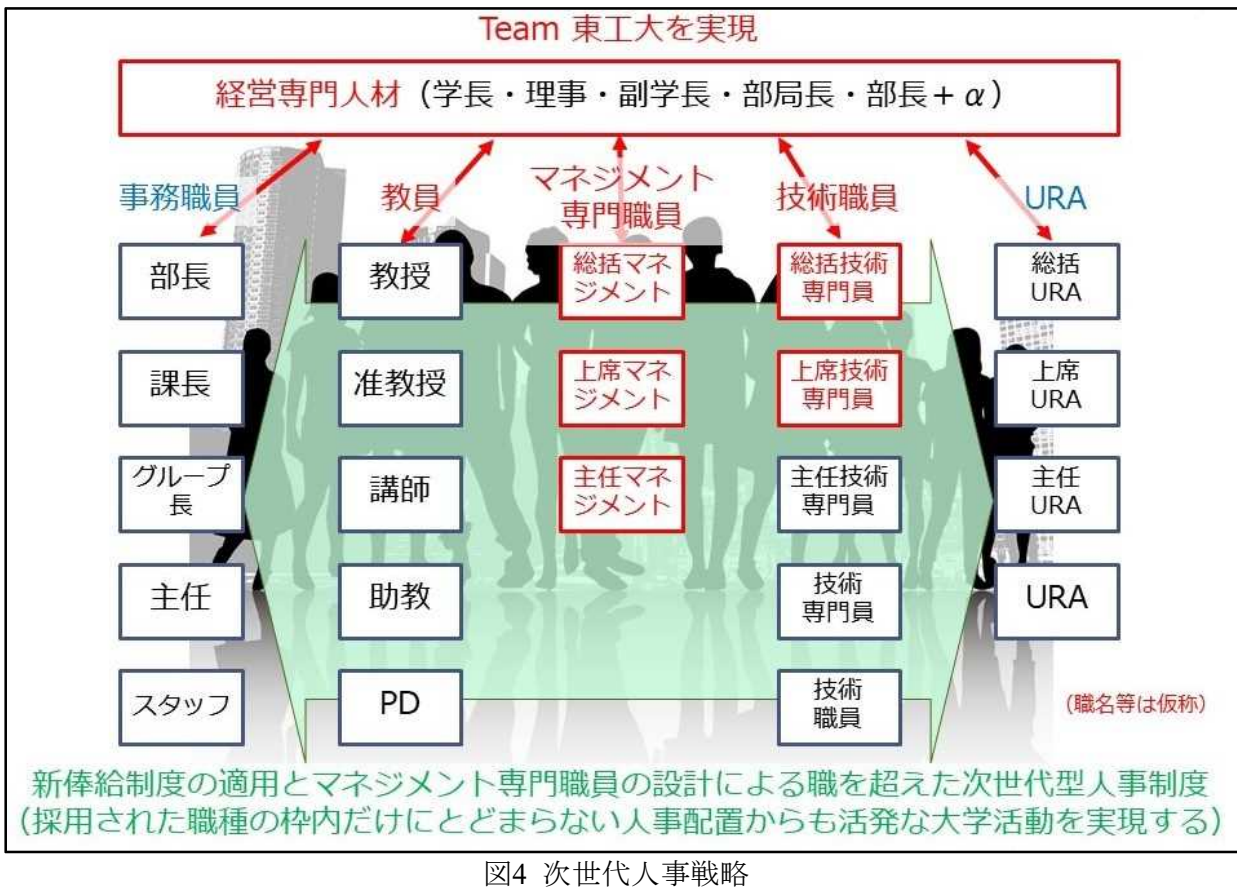 Team 東工大を実現
経営専門人材（学長・理事・副学長・部局長・部長＋α）
事務職員
教員
マネジメント
専門職員
技術職員
URA
部長
教授
総括マネ
ジメント
総括技術
専門員
総括
URA
課長
准教授
上席マネ
ジメント
上席技術
専門員
上席
URA
グループ
長
講師
主任マネ
ジメント
主任技術
専門員
主任
URA
主任
助教
技術
専門員
URA
スタッフ
PD
技術
職員
（職名等は仮称）
新俸給制度の適用とマネジメント専門職員の設計による職を超えた次世代型人事制度
（採用された職種の枠内だけにとどまらない人事配置からも活発な大学活動を実現する）
図4 次世代人事戦略